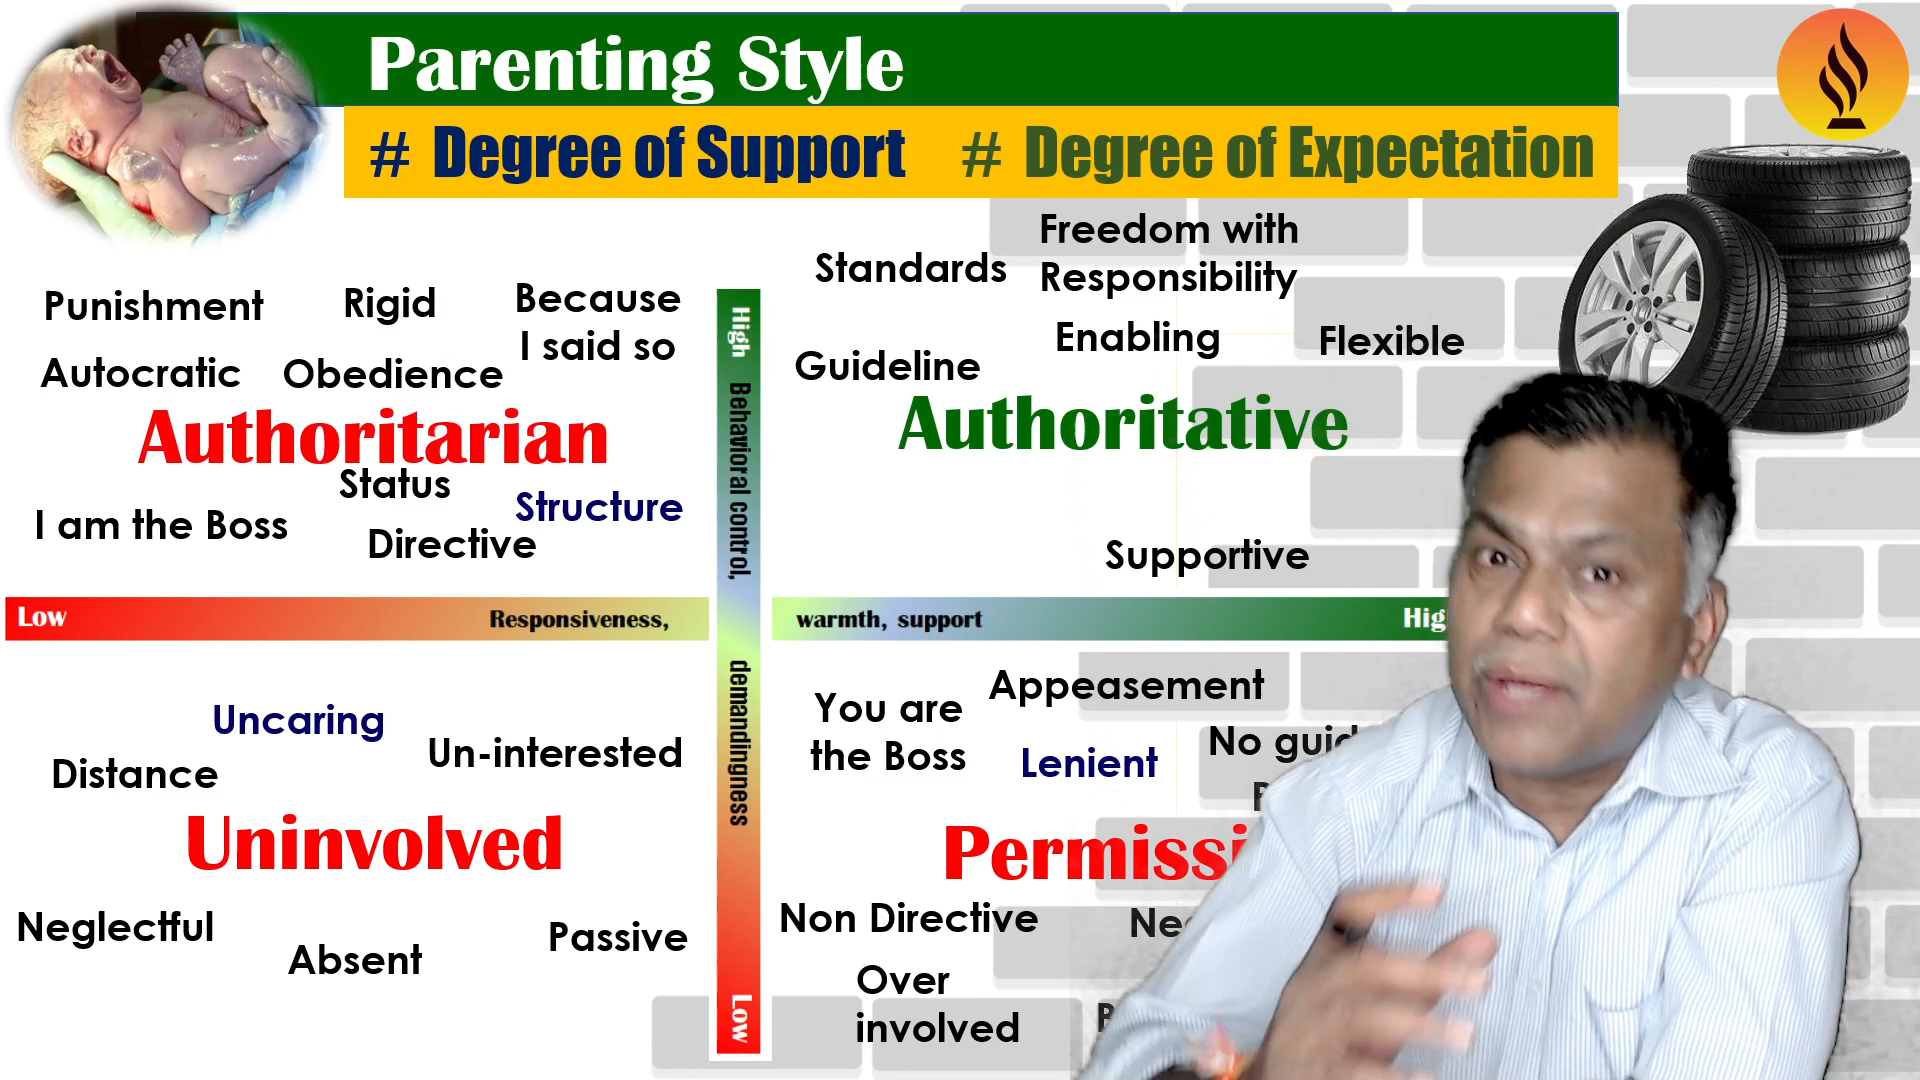 Parenting Style
# Degree of Support # Degree of Expectation
Punishment
Rigid
Because
I said so
Autocratic
Obedience
Authoritarian
Status
Structure
I am the Boss
Directive
Standards
Freedom with
Responsibility
Enabling
Flexible
Guideline
Authoritative
Supportive
High Behavioral control, demandingness Low
Low Responsiveness, warmth, support
Uncaring
Un-interested
Distance
Uninvolved
Neglectful
Absent
Passive
Appeasement
You are
the Boss
Lenient
No
Non Directive
Over
involved